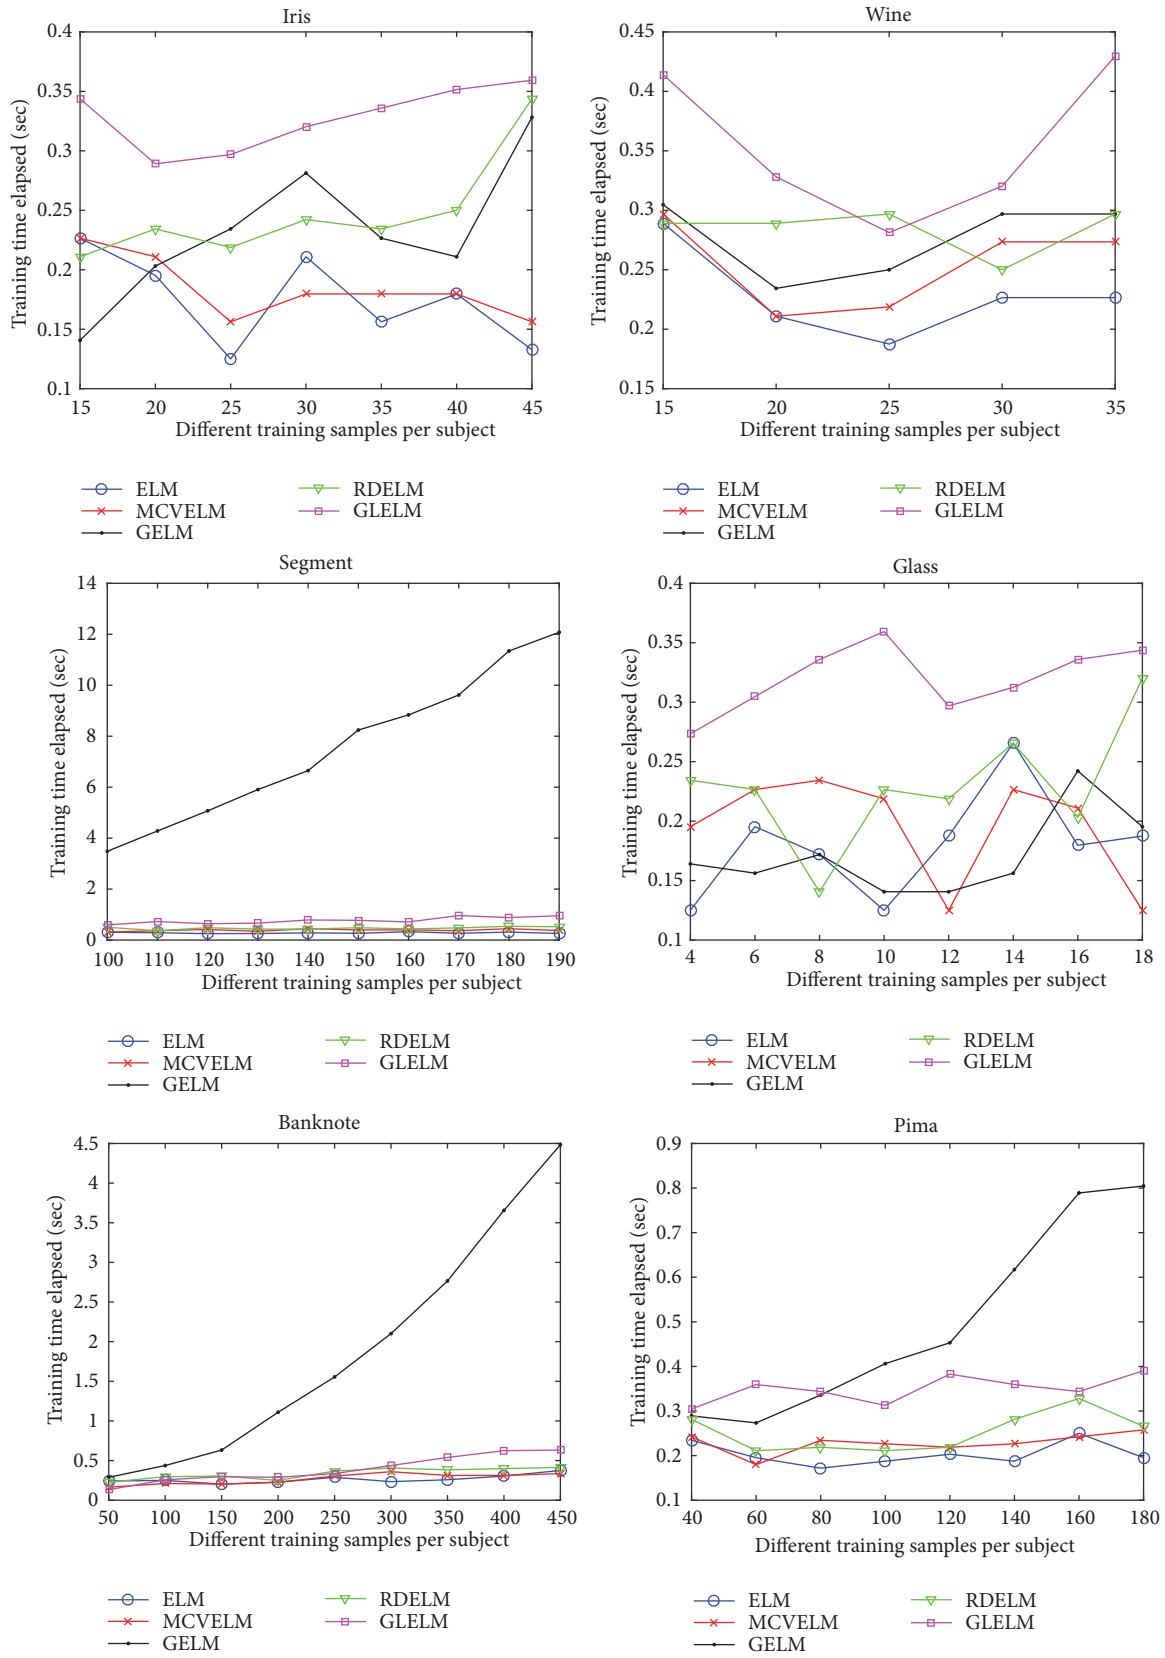 Iris
Training time elapsed (sec)
0.4
0.35
0.3
0.25
0.2
0.15
0.1
15 20 25 30 35 40 45
Different training samples per subject
ELM
MCVELM
GELM
RDELM
GLELM
Wine
Training time elapsed (sec)
0.45
0.4
0.35
0.3
0.25
0.2
0.15
15 20 25 30 35
Different training samples per subject
ELM
MCVELM
GELM
RDELM
GLELM
Segment
Training time elapsed (sec)
14
12
10
8
6
4
2
0
100 110 120 130 140 150 160 170 180 190
Different training samples per subject
ELM
MCVELM
GELM
RDELM
GLELM
Glass
Training time elapsed (sec)
0.4
0.35
0.3
0.25
0.2
0.15
0.1
4 6 8 10 12 14 16 18
Different training samples per subject
ELM
MCVELM
GELM
RDELM
GLELM
Banknote
Training time elapsed (sec)
4.5
4
3.5
3
2.5
2
1.5
1
0.5
0
50 100 150 200 250 300 350 400 450
Different training samples per subject
ELM
MCVELM
GELM
RDELM
GLELM
Pima
Training time elapsed (sec)
0.9
0.8
0.7
0.6
0.5
0.4
0.3
0.2
0.1
40 60 80 100 120 140 160 180
Different training samples per subject
ELM
MCVELM
GELM
RDELM
GLELM